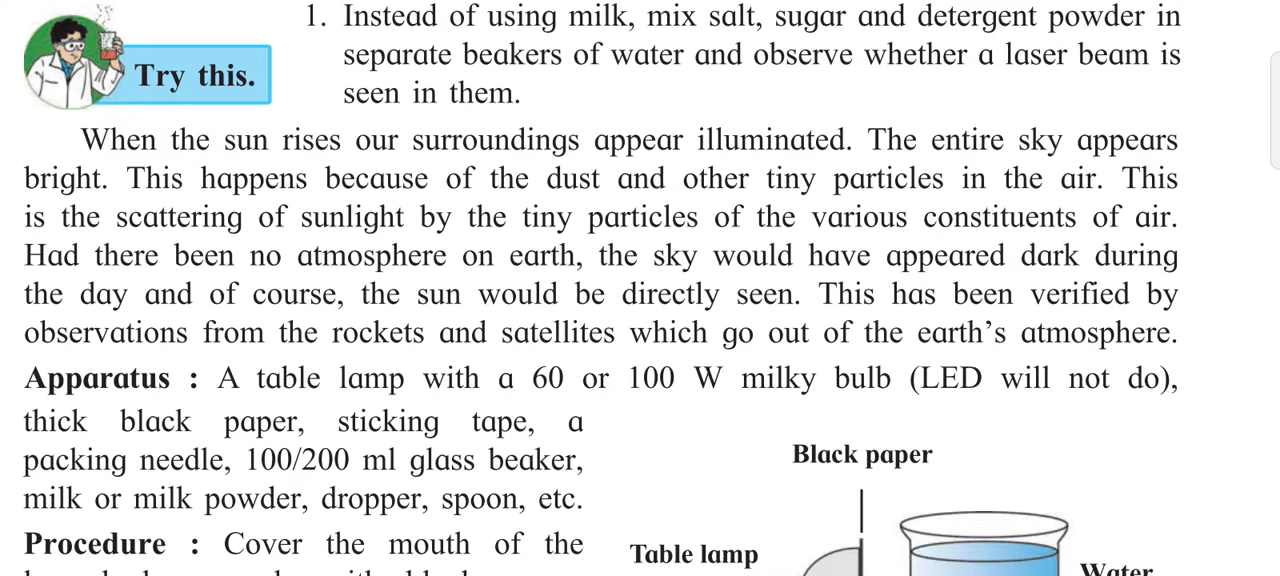 1. Instead of using milk, mix salt, sugar and detergent powder in
separate beakers of water and observe whether a laser beam is
seen in them.
Try this.
When the sun rises our surroundings appear illuminated. The entire sky appears
bright. This happens because of the dust and other tiny particles in the air. This
is the scattering of sunlight by the tiny particles of the various constituents of air.
Had there been no atmosphere on earth, the sky would have appeared dark during
the day and of course, the sun would be directly seen. This has been verified by
observations from the rockets and satellites which go out of the earth's atmosphere.
Apparatus : A table lamp with a 60 or 100 W milky bulb (LED will not do),
thick black paper, sticking tape, a
packing needle, 100/200 ml glass beaker,
milk or milk powder, dropper, spoon, etc.
Procedure : Cover the mouth of the
Black paper
Table lamp
Water